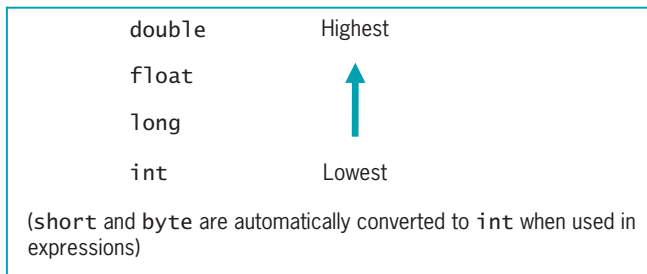 double Highest
float
long
int Lowest
(short and byte are automatically converted to int when used in
expressions)